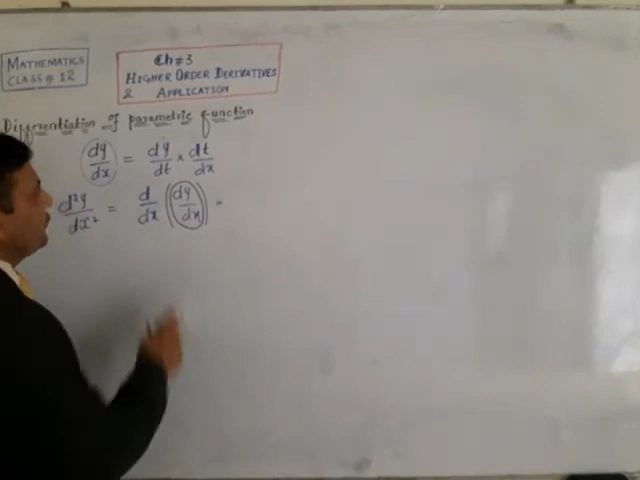 MATHEMATICS
CLASS # 12
Ch # 3
HIGHER ORDER DERIVATIVES
& APPLICATION
Differentiation of parametric function
dy/dx = dy/dt × dt/dx
d²y/dx² = d/dx (dy/dx) =